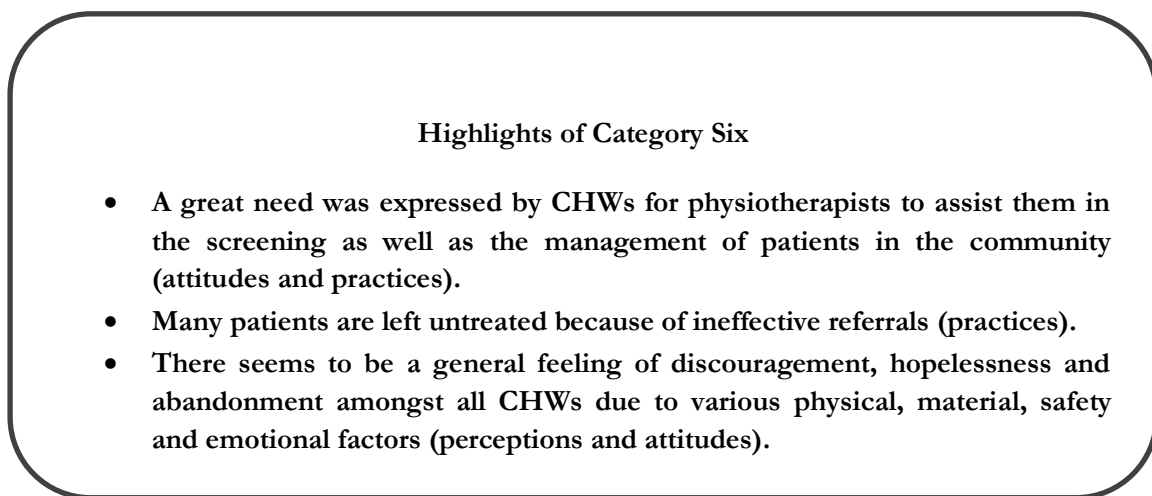 Highlights of Category Six
• A great need was expressed by CHWs for physiotherapists to assist them in
the screening as well as the management of patients in the community
(attitudes and practices).
• Many patients are left untreated because of ineffective referrals (practices).
• There seems to be a general feeling of discouragement, hopelessness and
abandonment amongst all CHWs due to various physical, material, safety
and emotional factors (perceptions and attitudes).